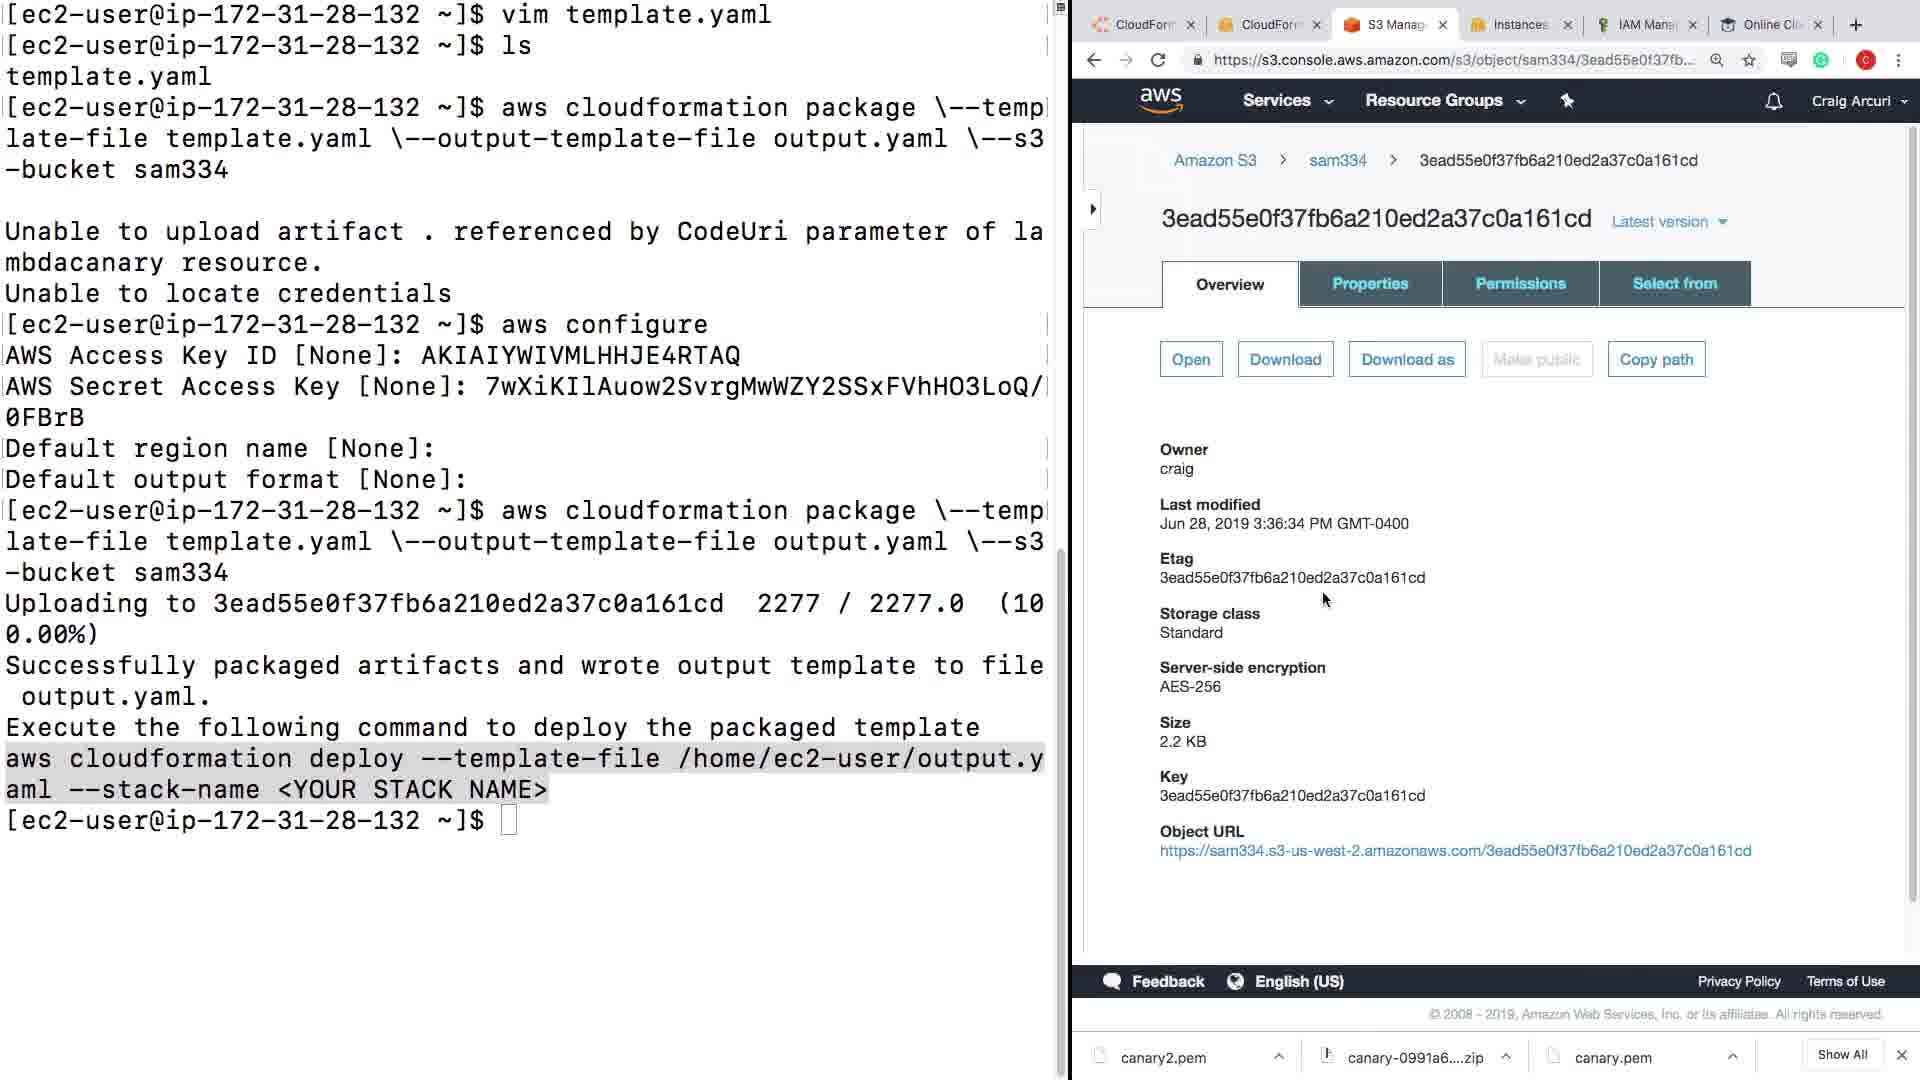 [ec2-user@ip-172-31-28-132 ~]$ vim template.yaml
[ec2-user@ip-172-31-28-132 ~]$ ls
template.yaml
[ec2-user@ip-172-31-28-132 ~]$ aws cloudformation package \--temp
late-file template.yaml \--output-template-file output.yaml \--s3
-bucket sam334
Unable to upload artifact . referenced by CodeUri parameter of la
mbdacanary resource.
Unable to locate credentials
[ec2-user@ip-172-31-28-132 ~]$ aws configure
AWS Access Key ID [None]: AKIAIYWIVMLHHJE4RTAQ
AWS Secret Access Key [None]: 7wXiKIlAuow2SvrgMwWZY2SSxFVhHO3LoQ/
0FBrB
Default region name [None]:
Default output format [None]:
[ec2-user@ip-172-31-28-132 ~]$ aws cloudformation package \--temp
late-file template.yaml \--output-template-file output.yaml \--s3
-bucket sam334
Uploading to 3ead55e0f37fb6a210ed2a37c0a161cd  2277 / 2277.0  (10
0.00%)
Successfully packaged artifacts and wrote output template to file
 output.yaml.
Execute the following command to deploy the packaged template
aws cloudformation deploy --template-file /home/ec2-user/output.y
aml --stack-name <YOUR STACK NAME>
[ec2-user@ip-172-31-28-132 ~]$
CloudForm CloudForm S3 Manag Instances IAM Mana Online Clo
https://s3.console.aws.amazon.com/s3/object/sam334/3ead55e0f37fb...
C
aws Services Resource Groups Craig Arcuri
Amazon S3 > sam334 > 3ead55e0f37fb6a210ed2a37c0a161cd
3ead55e0f37fb6a210ed2a37c0a161cd Latest version
Overview Properties Permissions Select from
Open Download Download as Make public Copy path
Owner
craig
Last modified
Jun 28, 2019 3:36:34 PM GMT-0400
Etag
3ead55e0f37fb6a210ed2a37c0a161cd
Storage class
Standard
Server-side encryption
AES-256
Size
2.2 KB
Key
3ead55e0f37fb6a210ed2a37c0a161cd
Object URL
https://sam334.s3-us-west-2.amazonaws.com/3ead55e0f37fb6a210ed2a37c0a161cd
Feedback English (US) Privacy Policy Terms of Use
© 2008 - 2019, Amazon Web Services, Inc. or its affiliates. All rights reserved.
canary2.pem canary-0991a6....zip canary.pem Show All